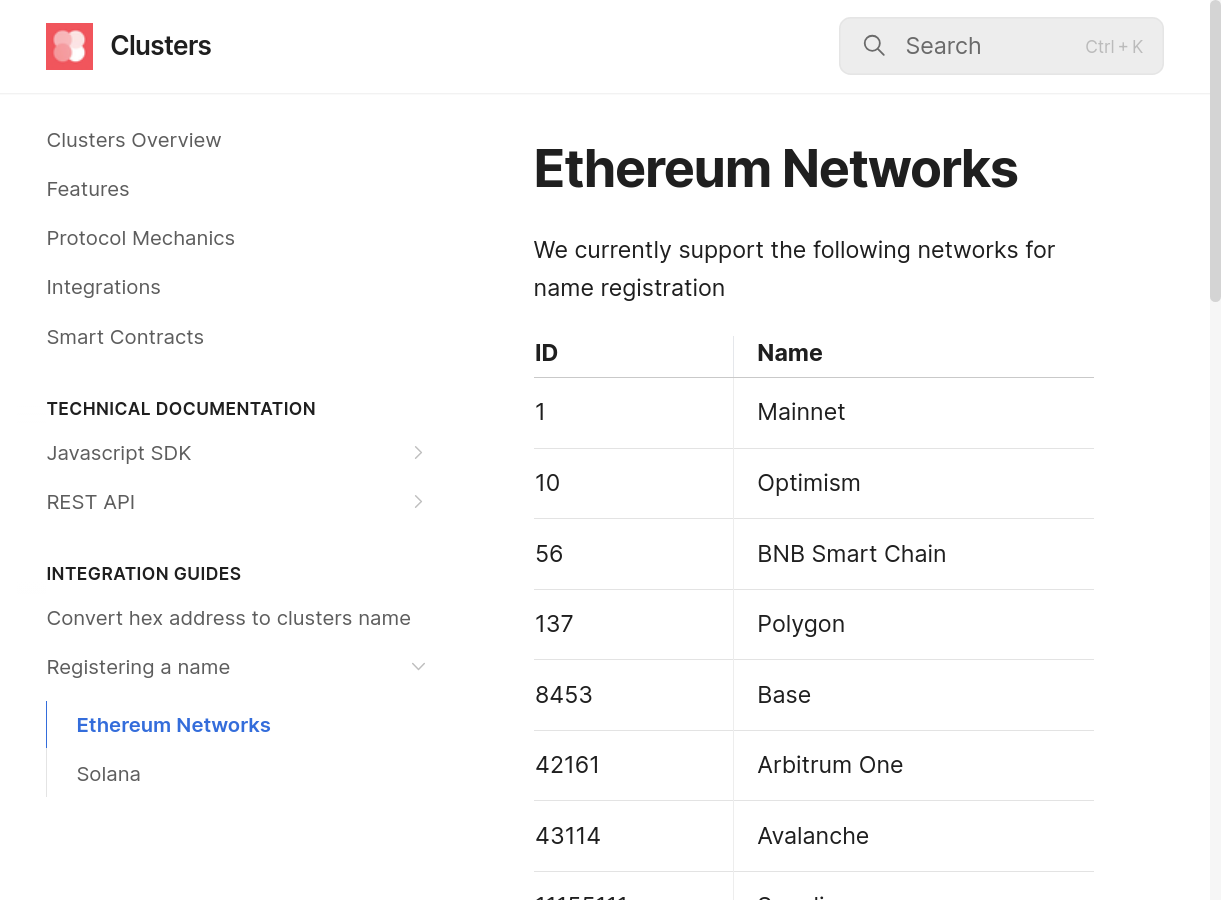 Clusters
Search
Ctrl + K
Clusters Overview
Features
Protocol Mechanics
Integrations
Smart Contracts
TECHNICAL DOCUMENTATION
Javascript SDK
REST API
INTEGRATION GUIDES
Convert hex address to clusters name
Registering a name
Ethereum Networks
Solana
Ethereum Networks
We currently support the following networks for
name registration
ID Name
1 Mainnet
10 Optimism
56 BNB Smart Chain
137 Polygon
8453 Base
42161 Arbitrum One
43114 Avalanche